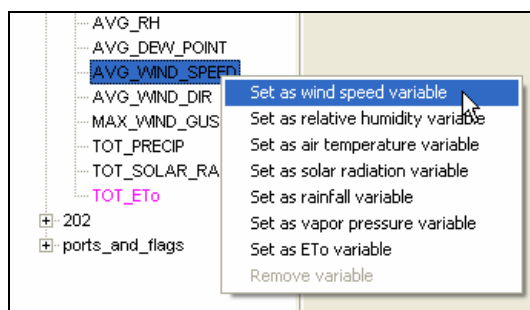 AVG_RH
AVG_DEW_POINT
AVG_WIND_SPEED
AVG_WIND_DIR
MAX_WIND_GUS
TOT_PRECIP
TOT_SOLAR_RA
TOT_ETo
202
ports_and_flags
Set as wind speed variable
Set as relative humidity variable
Set as air temperature variable
Set as solar radiation variable
Set as rainfall variable
Set as vapor pressure variable
Set as ETo variable
Remove variable